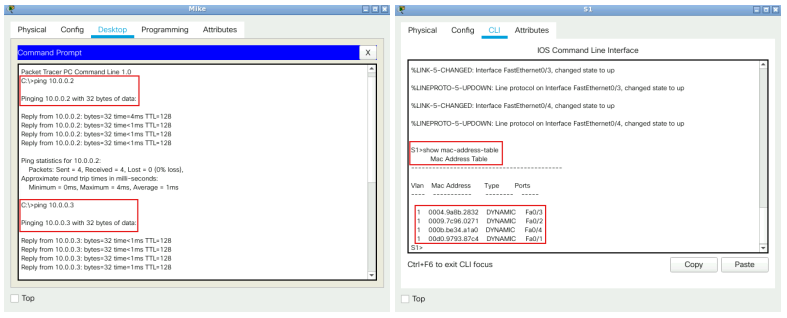 Mike
Physical Config Desktop Programming Attributes
Command Prompt X
Packet Tracer PC Command Line 1.0
C:\>ping 10.0.0.2
Pinging 10.0.0.2 with 32 bytes of data:
Reply from 10.0.0.2: bytes=32 time=4ms TTL=128
Reply from 10.0.0.2: bytes=32 time<1ms TTL=128
Reply from 10.0.0.2: bytes=32 time<1ms TTL=128
Reply from 10.0.0.2: bytes=32 time<1ms TTL=128
Ping statistics for 10.0.0.2:
Packets: Sent = 4, Received = 4, Lost = 0 (0% loss),
Approximate round trip times in milli-seconds:
Minimum = 0ms, Maximum = 4ms, Average = 1ms
C:\>ping 10.0.0.3
Pinging 10.0.0.3 with 32 bytes of data:
Reply from 10.0.0.3: bytes=32 time<1ms TTL=128
Reply from 10.0.0.3: bytes=32 time<1ms TTL=128
Reply from 10.0.0.3: bytes=32 time<1ms TTL=128
Reply from 10.0.0.3: bytes=32 time<1ms TTL=128
Top
S1
Physical Config CLI Attributes
IOS Command Line Interface
%LINK-5-CHANGED: Interface FastEthernet0/3, changed state to up
%LINEPROTO-5-UPDOWN: Line protocol on Interface FastEthernet0/3, changed state to up
%LINK-5-CHANGED: Interface FastEthernet0/4, changed state to up
%LINEPROTO-5-UPDOWN: Line protocol on Interface FastEthernet0/4, changed state to up
S1>show mac-address-table
Mac Address Table
-------------------------------------------
Vlan Mac Address Type Ports
---- ----------- -------- -----
1 0004.9a8b.2832 DYNAMIC Fa0/3
1 0009.7c96.0271 DYNAMIC Fa0/2
1 000b.be34.a1a0 DYNAMIC Fa0/4
1 00d0.9793.87c4 DYNAMIC Fa0/1
S1>
Ctrl+F6 to exit CLI focus
Copy Paste
Top